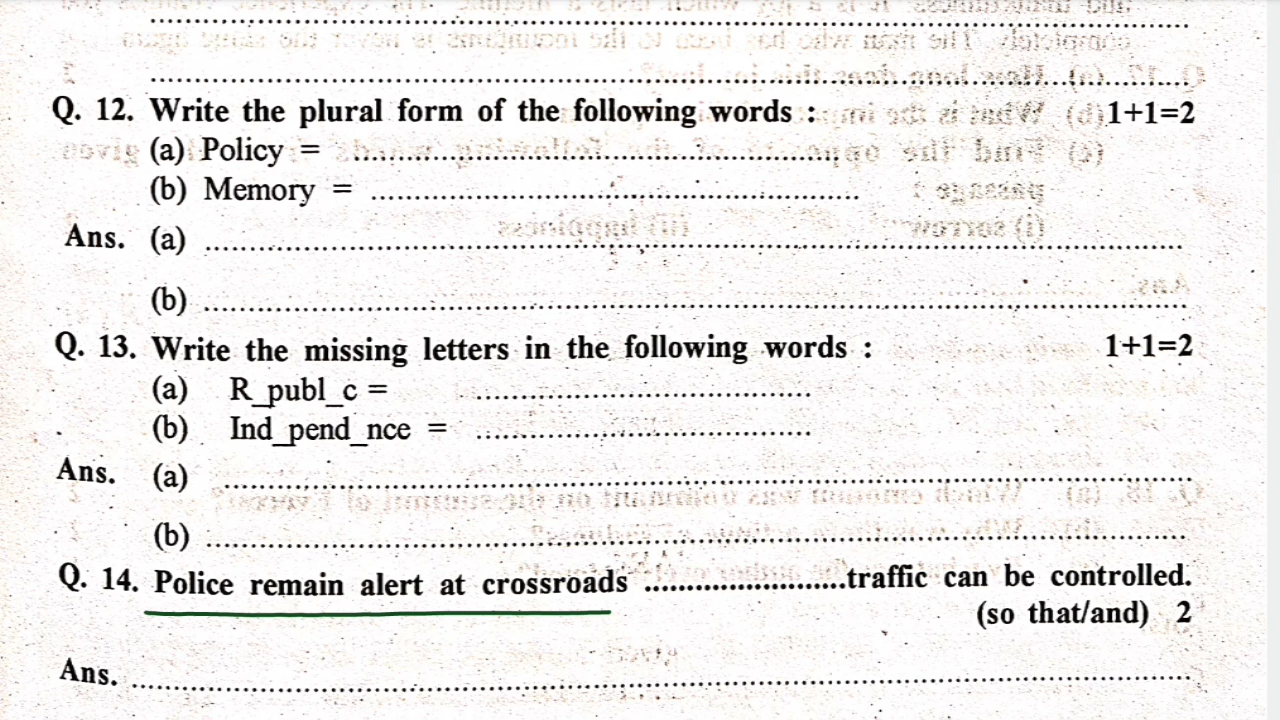 Q. 12. Write the plural form of the following words : 1+1=2
(a) Policy = ..............................
(b) Memory = ..............................
Ans. (a) ..............................
(b) ..............................
Q. 13. Write the missing letters in the following words : 1+1=2
(a) R_publ_c = ..............................
(b) Ind_pend_nce = ..............................
Ans. (a) ..............................
(b) ..............................
Q. 14. Police remain alert at crossroads .........................traffic can be controlled.
(so that/and) 2
Ans. ..............................